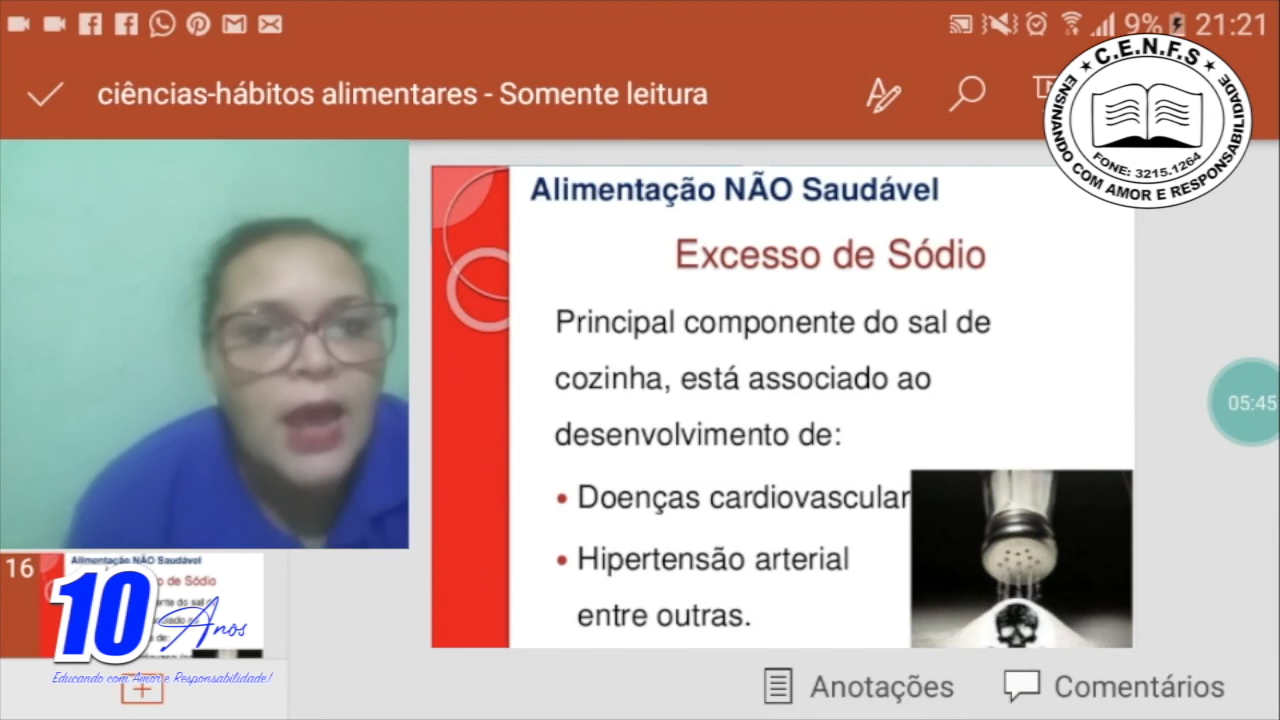 9% 21:21
ciências-hábitos alimentares - Somente leitura
C.E.N.F.S
ENSINANDO COM AMOR E RESPONSABILIDADE
FONE: 3215.1264
Alimentação NÃO Saudável
Excesso de Sódio
Principal componente do sal de
cozinha, está associado ao
desenvolvimento de:
• Doenças cardiovascular
• Hipertensão arterial
entre outras.
05:45
16
Alimentação NÃO Saudável
10 Anos
Educando com Amor e Responsabilidade!
Anotações
Comentários